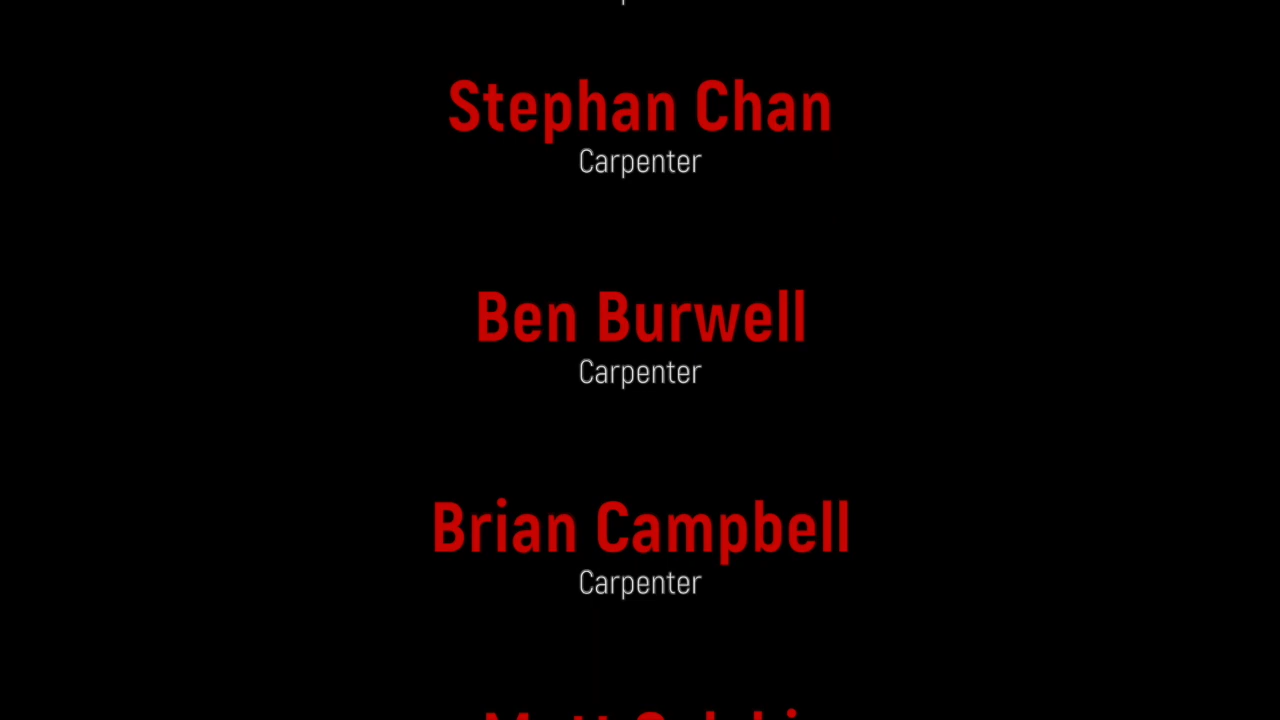 Stephan Chan
Carpenter
Ben Burwell
Carpenter
Brian Campbell
Carpenter